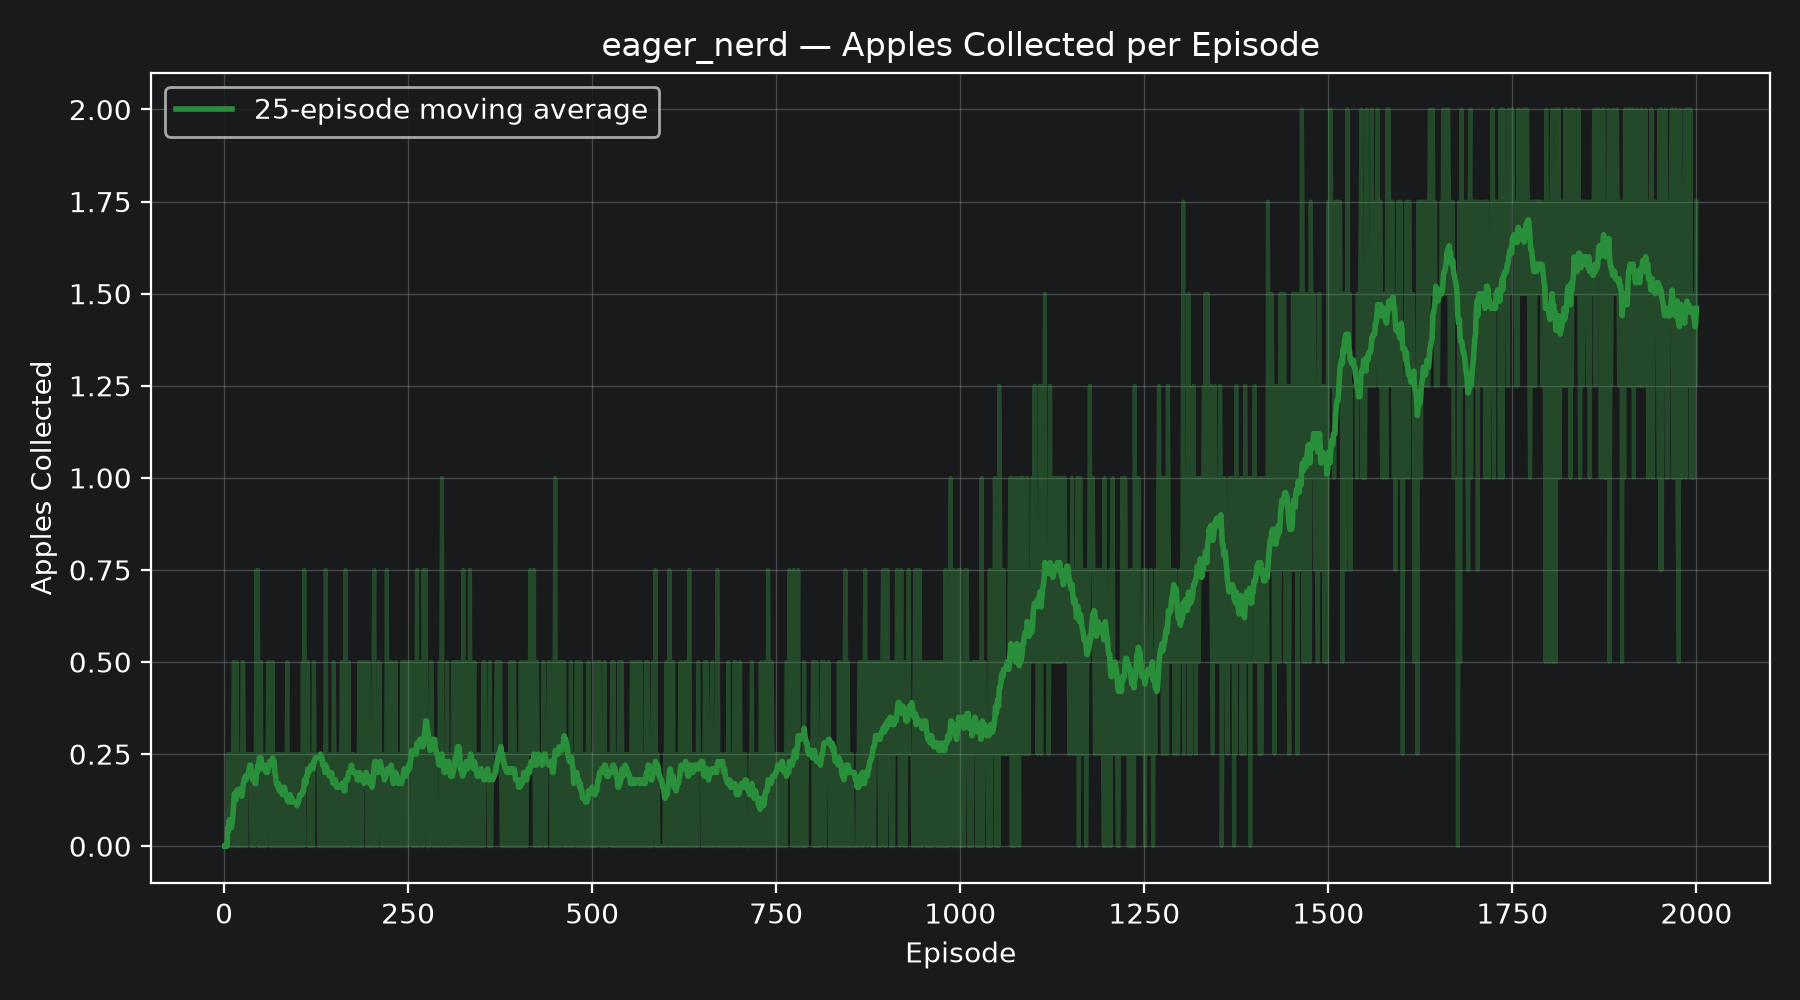 eager_nerd — Apples Collected per Episode
25-episode moving average
2.00
1.75
1.50
1.25
1.00
0.75
0.50
0.25
0.00
Apples Collected
0 250 500 750 1000 1250 1500 1750 2000
Episode